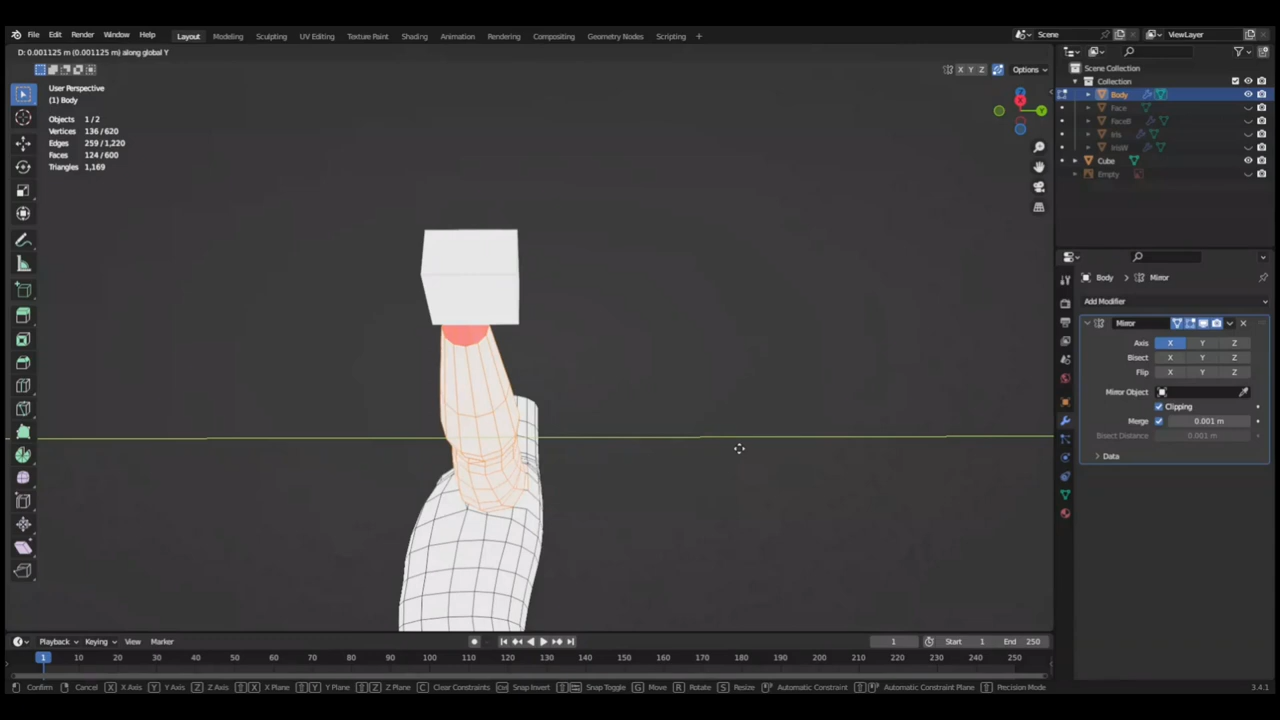 File Edit Render Window Help Layout Modeling Sculpting UV Editing Texture Paint Shading Animation Rendering Compositing Geometry Nodes Scripting + Scene ViewLayer
D: 0.001125 m (0.001125 m) along global Y
X Y Z Options
User Perspective
(1) Body
Objects 1/2
Vertices 136/620
Edges 259/1,220
Faces 124/600
Triangles 1,169
X
Y
Scene Collection
Collection
Body
Face
FaceB
Iris
IrisW
Cube
Empty
Body > Mirror
Add Modifier
Mirror
Axis X Y Z
Bisect X Y Z
Flip X Y Z
Mirror Object
Clipping
Merge 0.001 m
Bisect Distance 0.001 m
Data
Playback Keying View Marker 1 Start 1 End 250
1 10 20 30 40 50 60 70 80 90 100 110 120 130 140 150 160 170 180 190 200 210 220 230 240 250
Confirm Cancel X X Axis Y Y Axis Z Z Axis X X Plane Y Y Plane Z Z Plane C Clear Constraints Snap Invert Snap Toggle G Move R Rotate S Resize Automatic Constraint Automatic Constraint Plane Precision Mode 3.4.1